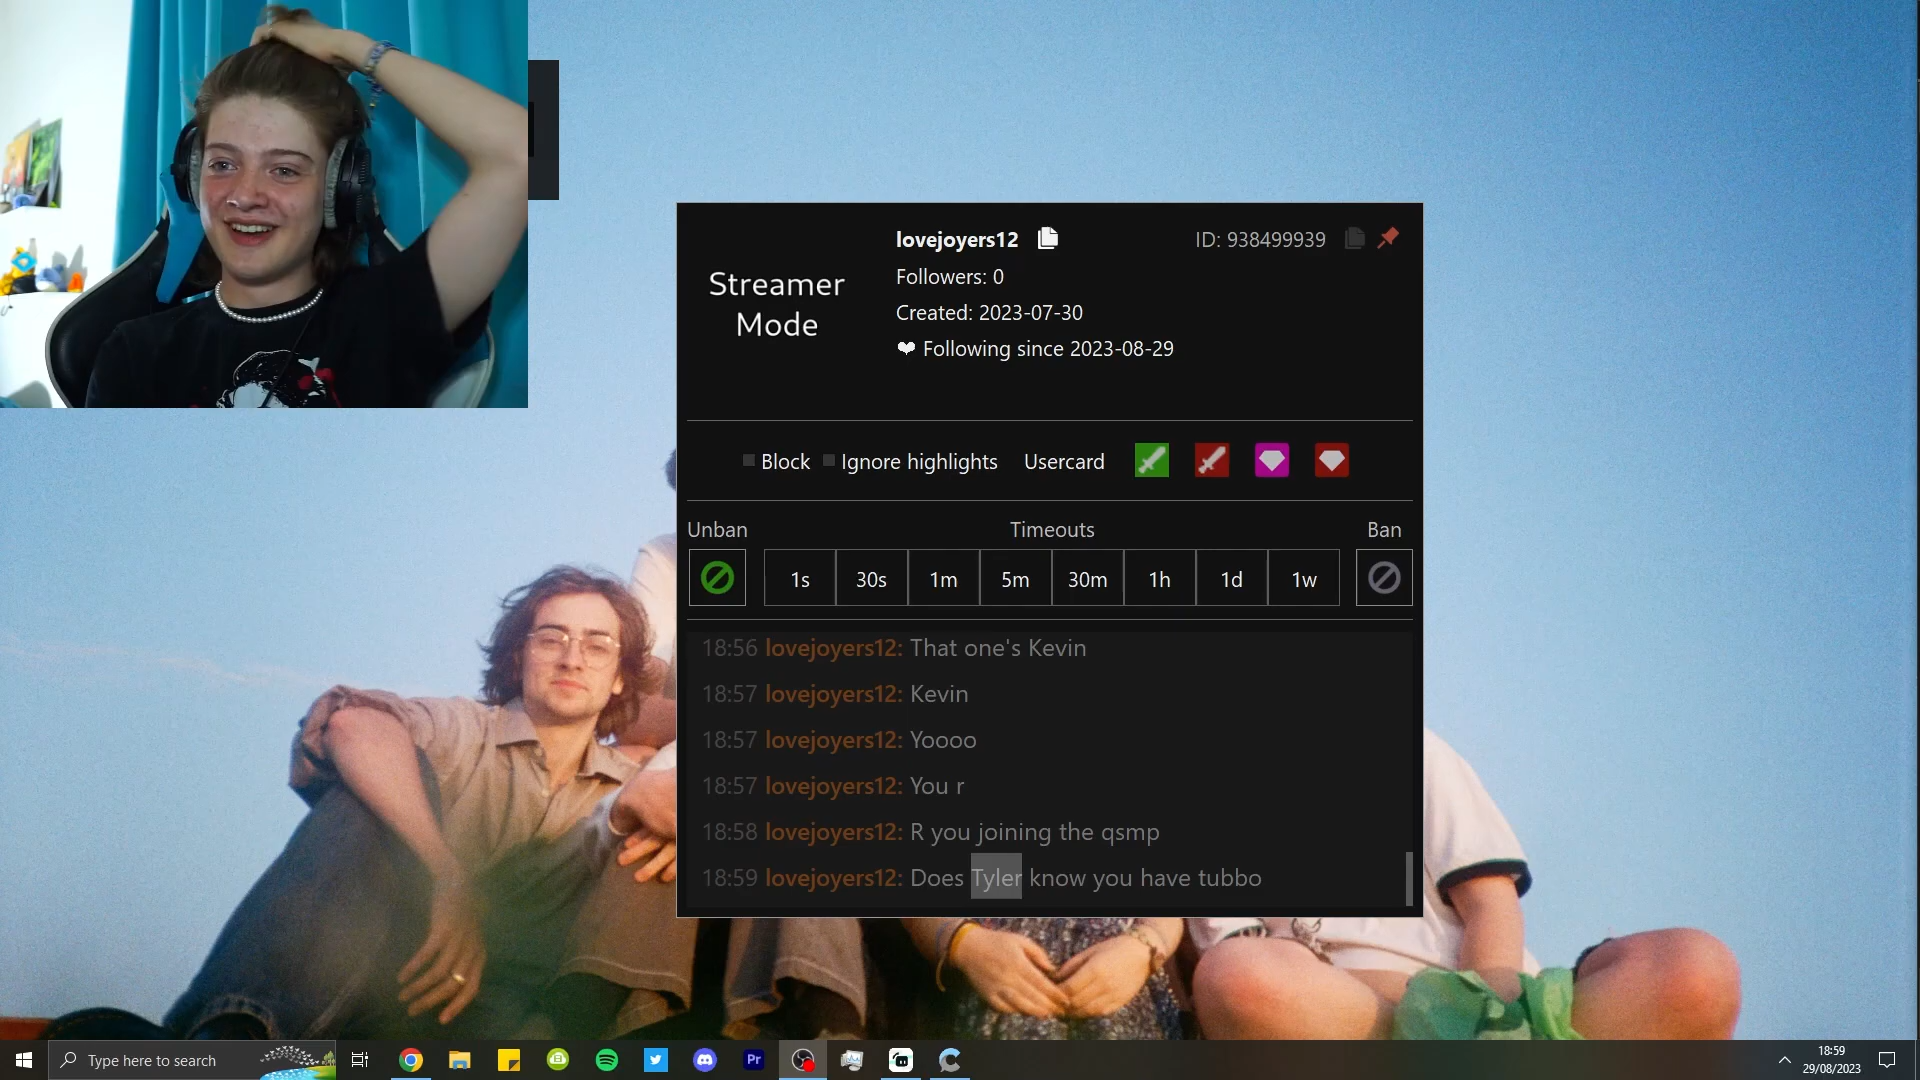 lovejoyers12
ID: 938499939
Followers: 0
Created: 2023-07-30
Following since 2023-08-29
Streamer
Mode
Block
Ignore highlights
Usercard
Unban
Timeouts
Ban
1s
30s
1m
5m
30m
1h
1d
1w
18:56 lovejoyers12: That one's Kevin
18:57 lovejoyers12: Kevin
18:57 lovejoyers12: Yoooo
18:57 lovejoyers12: You r
18:58 lovejoyers12: R you joining the qsmp
18:59 lovejoyers12: Does Tyler know you have tubbo
Type here to search
Pr
18:59
29/08/2023